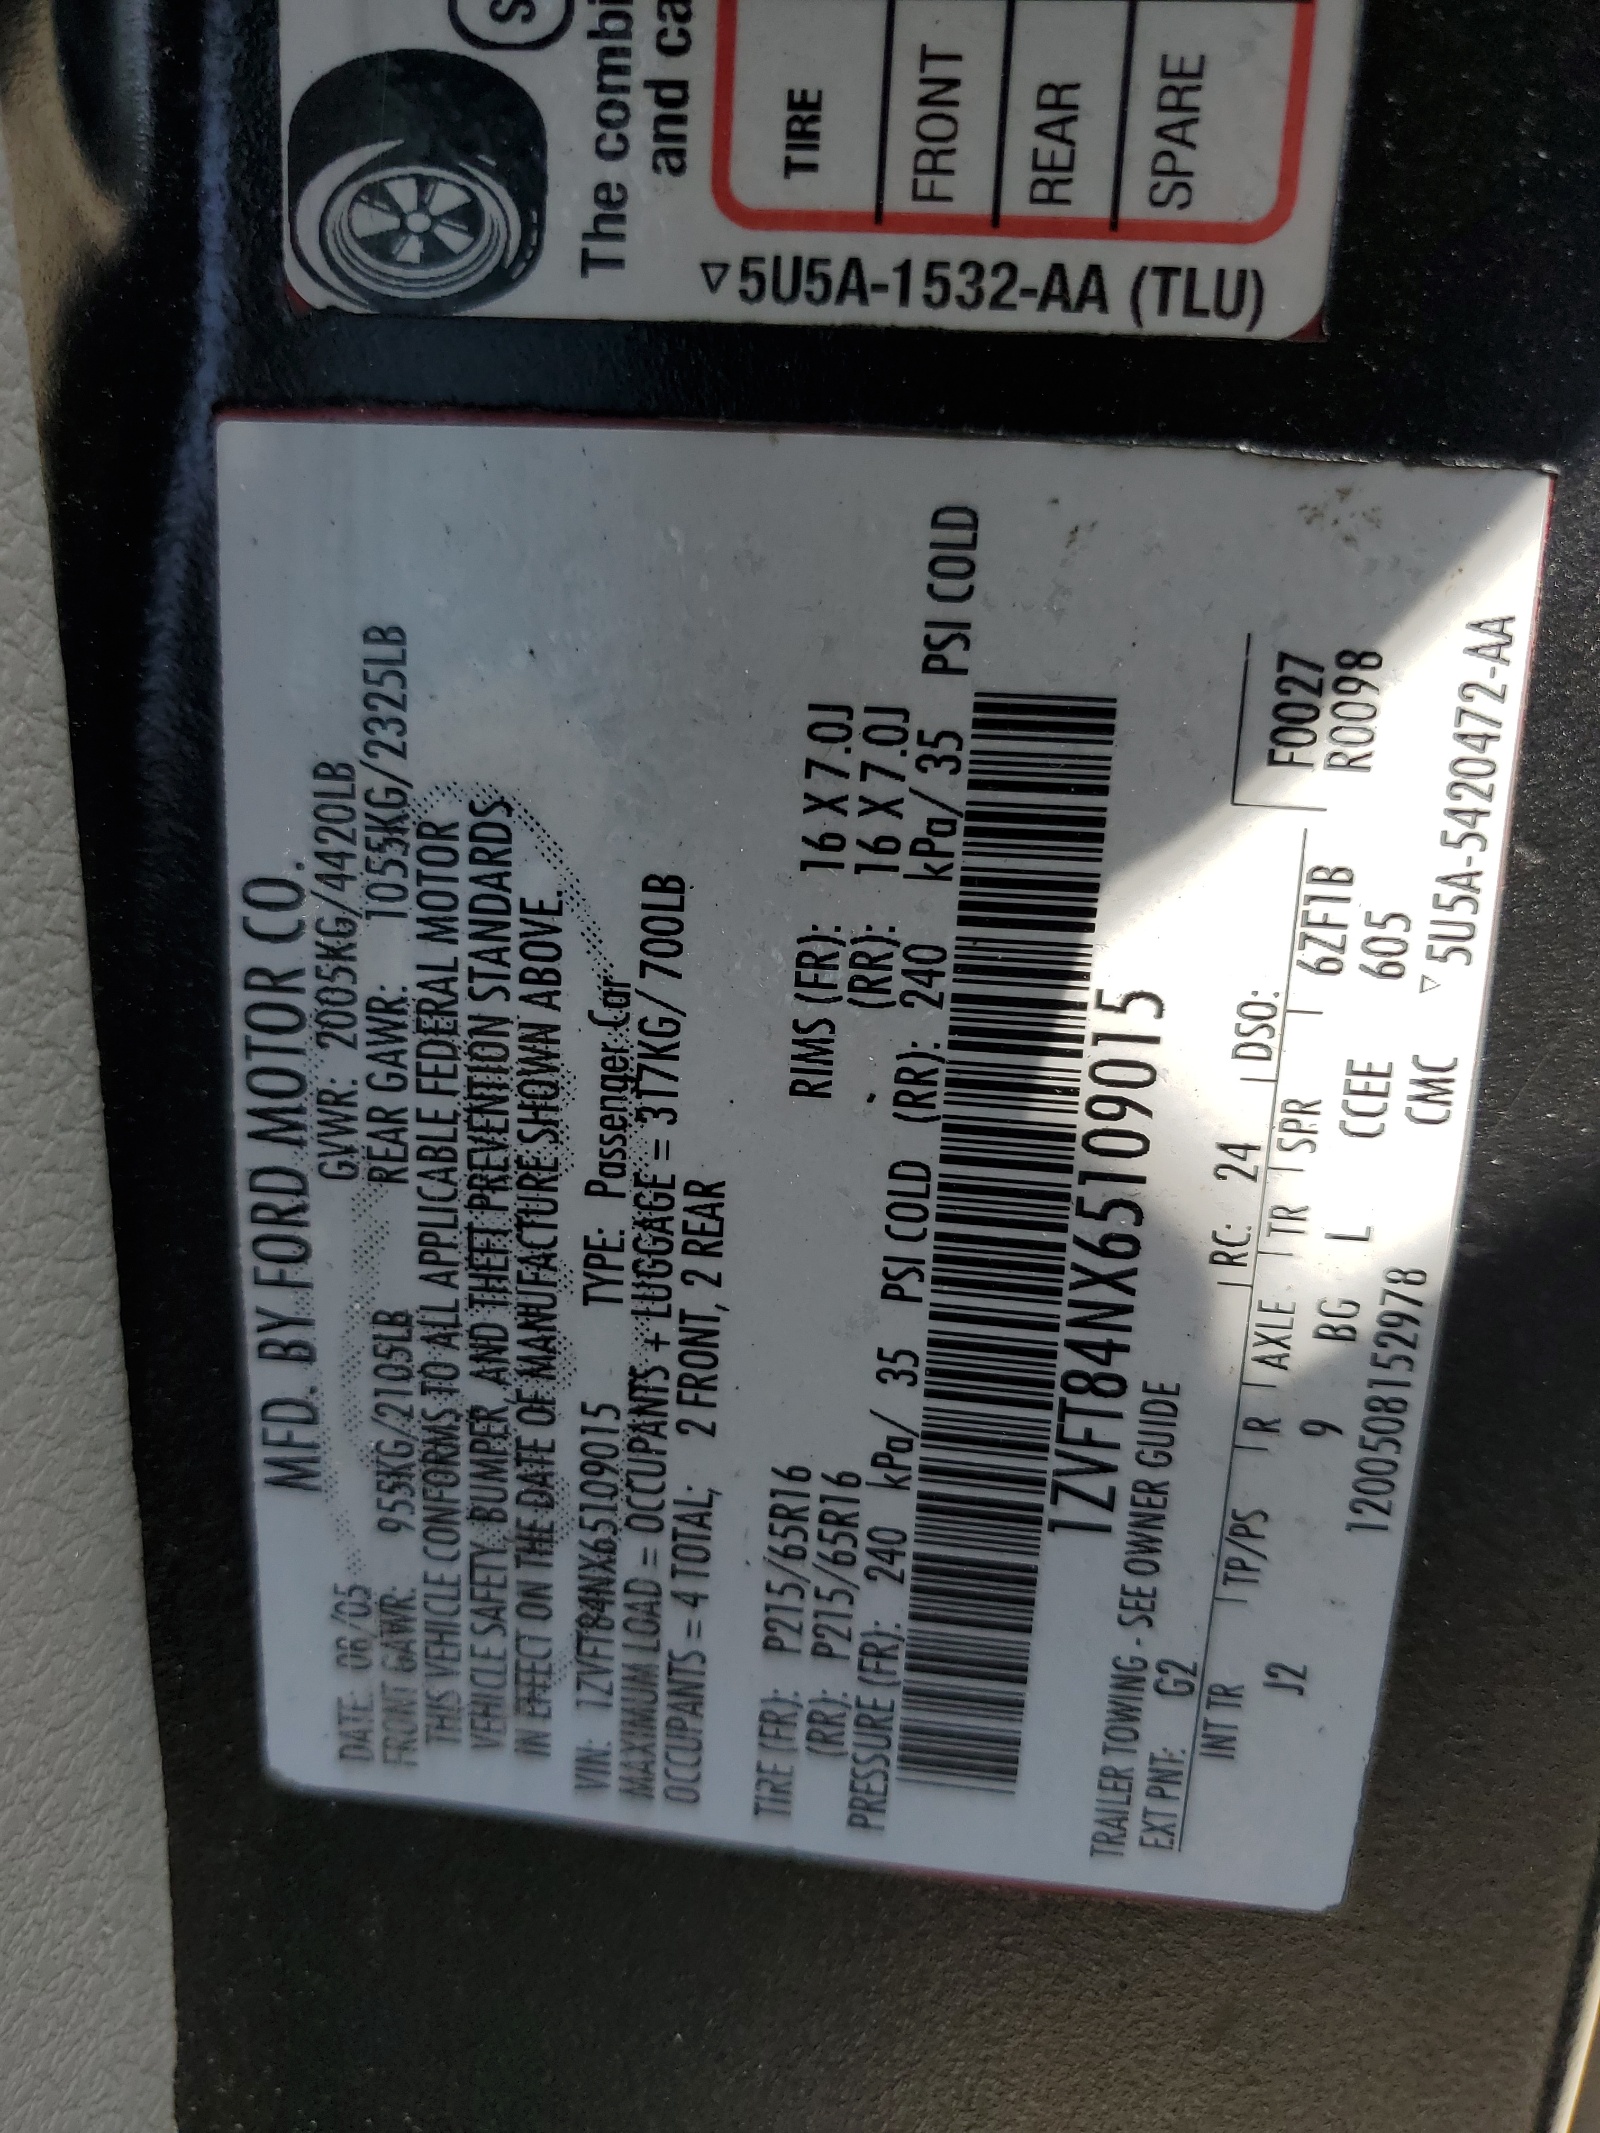 MFD. BY FORD MOTOR CO.
DATE: 08/05 GVWR: 2005KG/4420LB
FRONT GAWR: 955KG/2105LB REAR GAWR: 1055KG/2325LB
THIS VEHICLE CONFORMS TO ALL APPLICABLE FEDERAL MOTOR
VEHICLE SAFETY, BUMPER, AND THEFT PREVENTION STANDARDS
IN EFFECT ON THE DATE OF MANUFACTURE SHOWN ABOVE.
VIN: 1ZVFT84NX65109015 TYPE: Passenger Car
MAXIMUM LOAD = OCCUPANTS + LUGGAGE = 317KG/700LB
OCCUPANTS = 4 TOTAL; 2 FRONT, 2 REAR
TIRE (FR): P215/65R16 RIMS (FR): 16 X 7.0J
(RR): P215/65R16 (RR): 16 X 7.0J
PRESSURE (FR): 240 kPa/ 35 PSI COLD (RR): 240 kPa/ 35 PSI COLD
1ZVFT84NX65109015
TRAILER TOWING - SEE OWNER GUIDE
EXT PNT: G2 RC: 24 DSO:
INT TR TP/PS R AXLE TR SPR 6ZF1B F0027
J2 9 BG L CCEE 605 R0098
1200508152978 CMC ▽ 5U5A-5420472-AA
The combi
and ca
TIRE
FRONT
REAR
SPARE
▽5U5A-1532-AA (TLU)